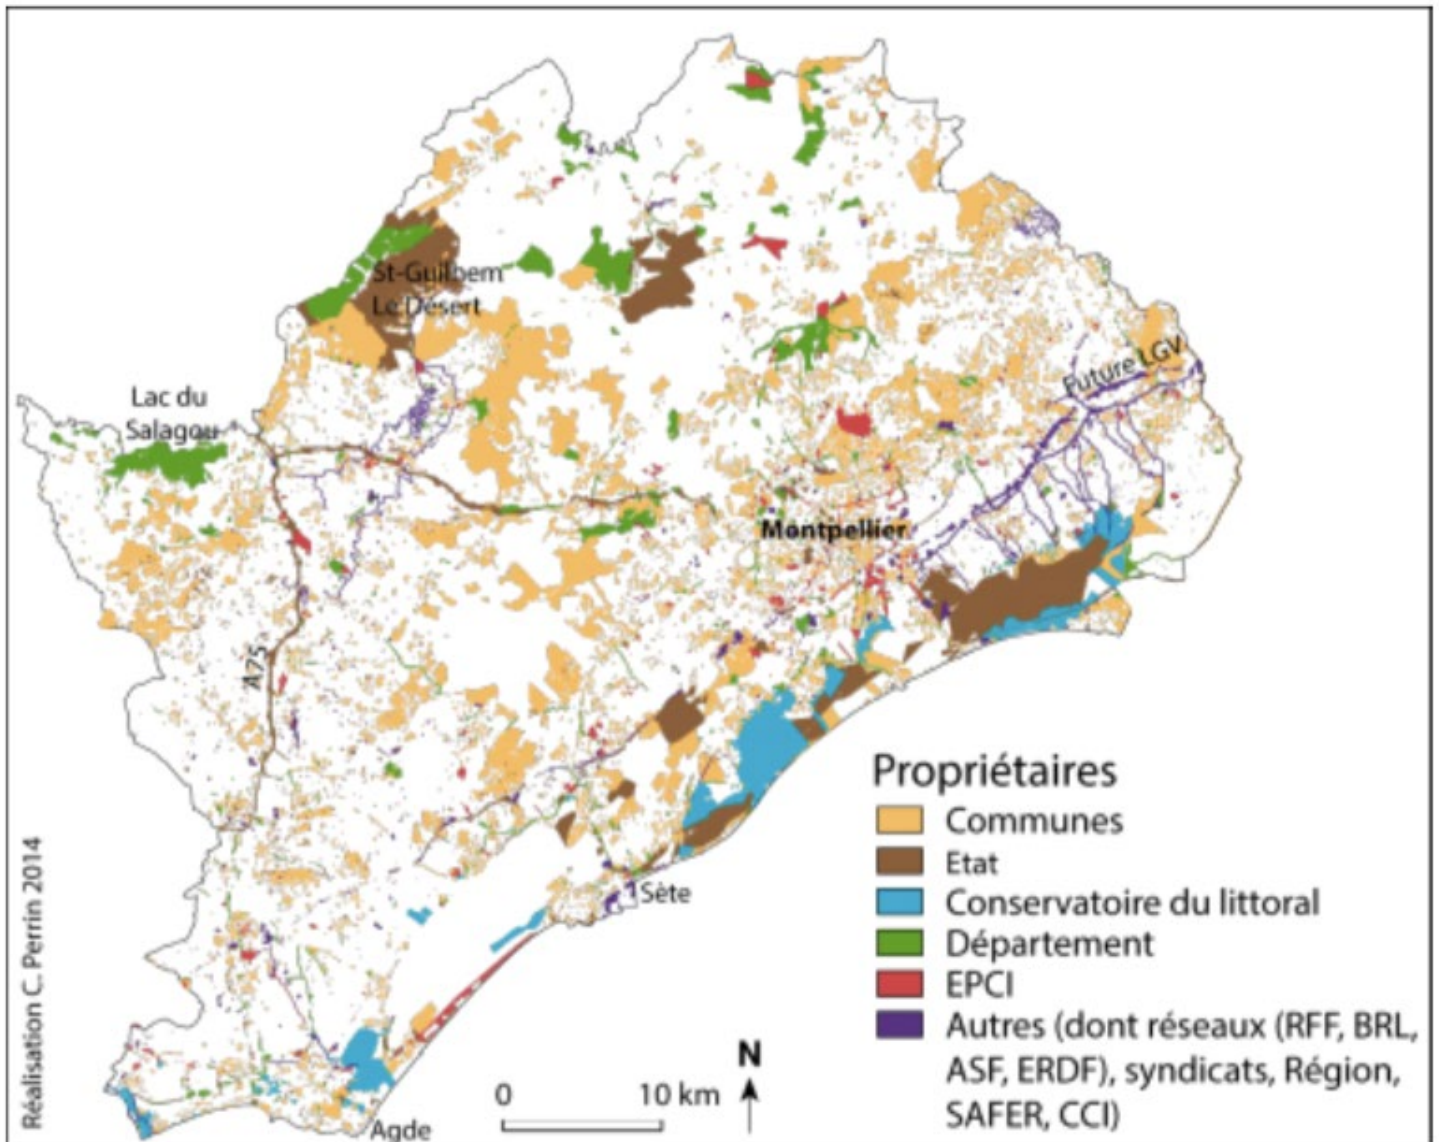 St-Guilhem
Le Désert
Future LGV
Lac du
Salagou
Montpellier
A75
Propriétaires
Communes
Etat
Conservatoire du littoral
Département
EPCI
Autres (dont réseaux (RFF, BRL,
ASF, ERDF), syndicats, Région,
SAFER, CCI)
Sète
Agde
0 10 km
N
Réalisation C. Perrin 2014